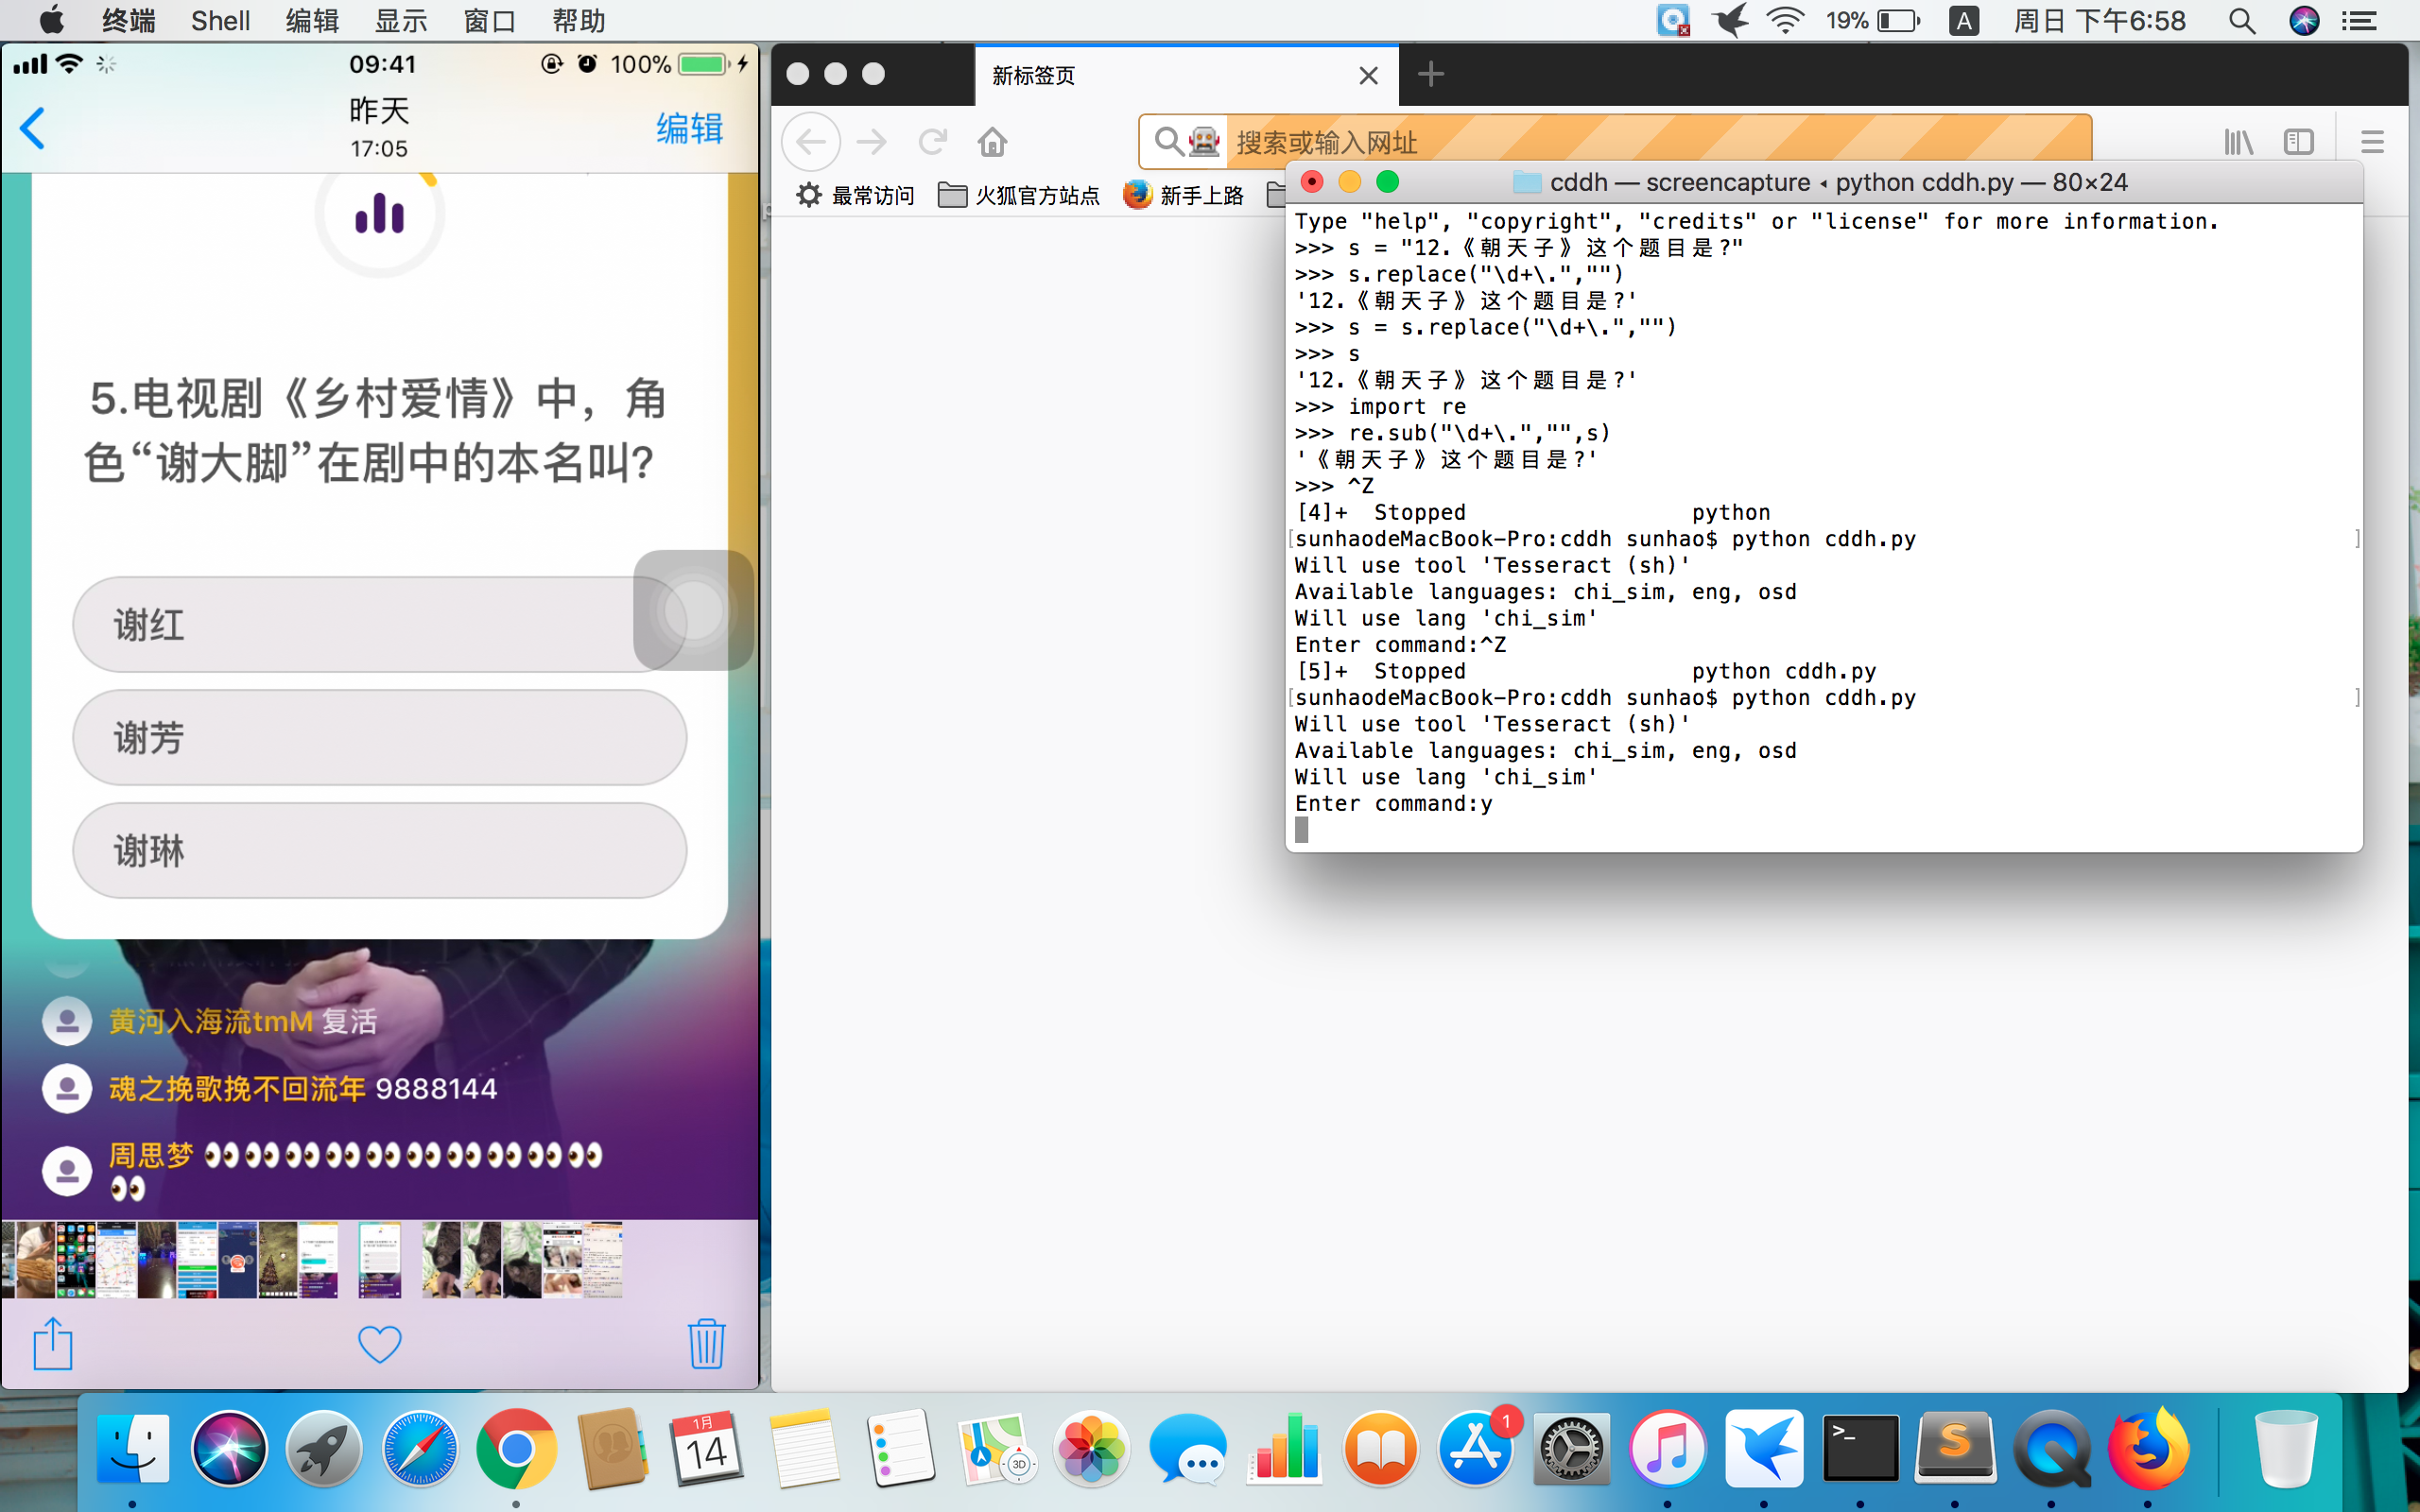 终端 Shell 编辑 显示 窗口 帮助
19% A 周日 下午6:58
09:41 100%
昨天
17:05
编辑
5.电视剧《乡村爱情》中，角
色“谢大脚”在剧中的本名叫?
谢红
谢芳
谢琳
黄河入海流tmM 复活
魂之挽歌挽不回流年 9888144
周思梦
新标签页
搜索或输入网址
最常访问 火狐官方站点 新手上路
cddh — screencapture ◂ python cddh.py — 80×24
Type "help", "copyright", "credits" or "license" for more information.
>>> s = "12.《朝天子》这个题目是?"
>>> s.replace("\d+\.","")
'12.《朝天子》这个题目是?'
>>> s = s.replace("\d+\.","")
>>> s
'12.《朝天子》这个题目是?'
>>> import re
>>> re.sub("\d+\.","",s)
'《朝天子》这个题目是?'
>>> ^Z
[4]+  Stopped                 python
[sunhaodeMacBook-Pro:cddh sunhao$ python cddh.py ]
Will use tool 'Tesseract (sh)'
Available languages: chi_sim, eng, osd
Will use lang 'chi_sim'
Enter command:^Z
[5]+  Stopped                 python cddh.py
[sunhaodeMacBook-Pro:cddh sunhao$ python cddh.py ]
Will use tool 'Tesseract (sh)'
Available languages: chi_sim, eng, osd
Will use lang 'chi_sim'
Enter command:y
1月
14
3D
1
>_
S